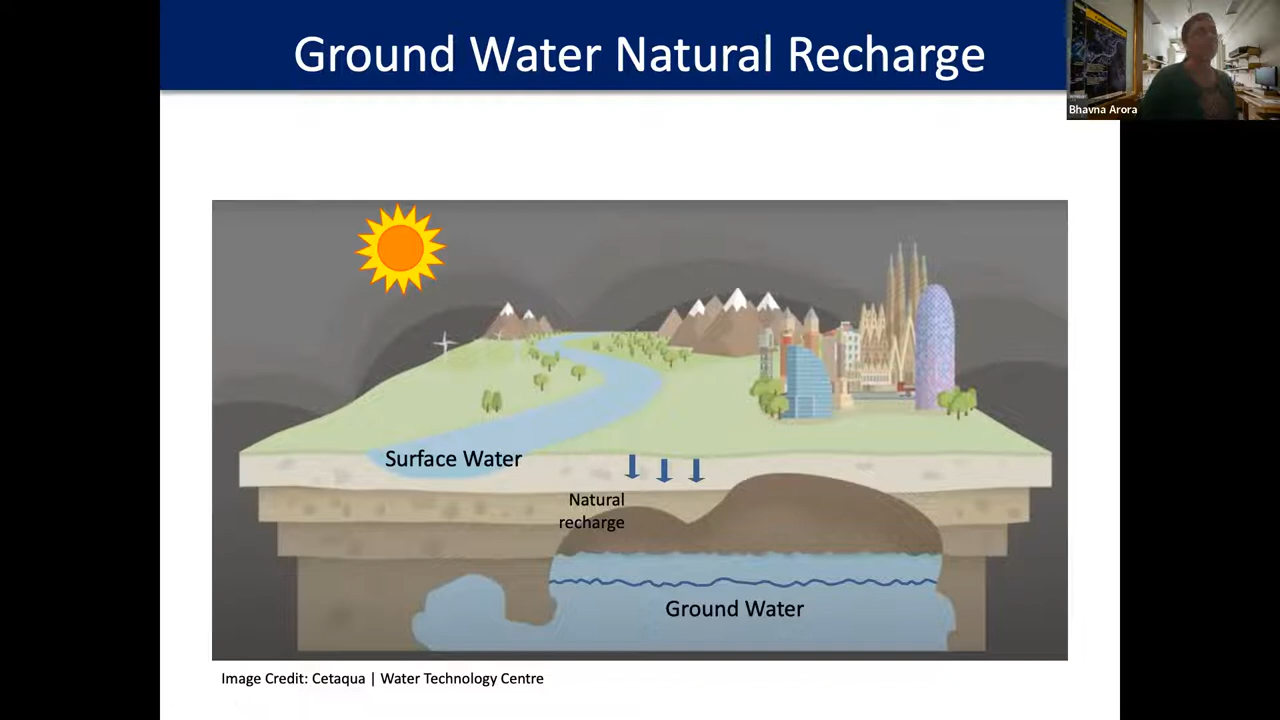 Ground Water Natural Recharge
Bhavna Arora
Surface Water
Natural
recharge
Ground Water
Image Credit: Cetaqua | Water Technology Centre